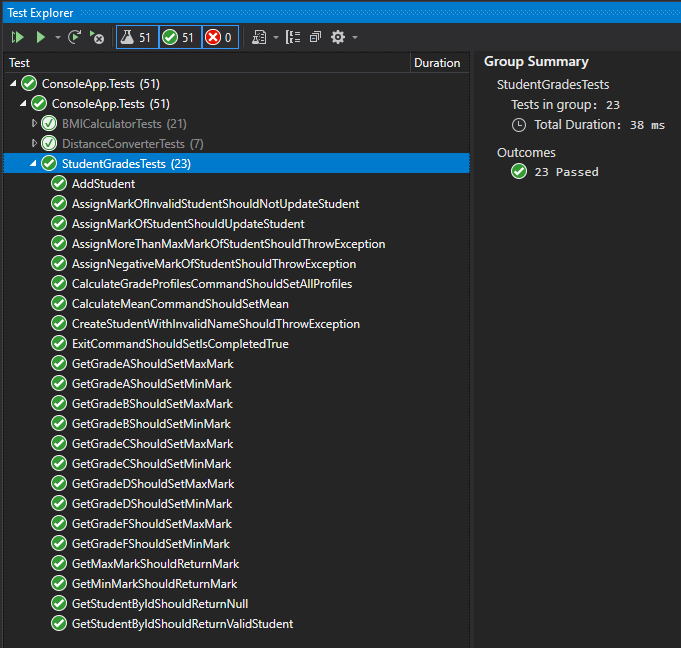 Test Explorer
51 51 0
Test Duration
ConsoleApp.Tests (51)
ConsoleApp.Tests (51)
BMICalculatorTests (21)
DistanceConverterTests (7)
StudentGradesTests (23)
AddStudent
AssignMarkOfInvalidStudentShouldNotUpdateStudent
AssignMarkOfStudentShouldUpdateStudent
AssignMoreThanMaxMarkOfStudentShouldThrowException
AssignNegativeMarkOfStudentShouldThrowException
CalculateGradeProfilesCommandShouldSetAllProfiles
CalculateMeanCommandShouldSetMean
CreateStudentWithInvalidNameShouldThrowException
ExitCommandShouldSetIsCompletedTrue
GetGradeAShouldSetMaxMark
GetGradeAShouldSetMinMark
GetGradeBShouldSetMaxMark
GetGradeBShouldSetMinMark
GetGradeCShouldSetMaxMark
GetGradeCShouldSetMinMark
GetGradeDShouldSetMaxMark
GetGradeDShouldSetMinMark
GetGradeFShouldSetMaxMark
GetGradeFShouldSetMinMark
GetMaxMarkShouldReturnMark
GetMinMarkShouldReturnMark
GetStudentByIdShouldReturnNull
GetStudentByIdShouldReturnValidStudent
Group Summary
StudentGradesTests
Tests in group: 23
Total Duration: 38 ms
Outcomes
23 Passed